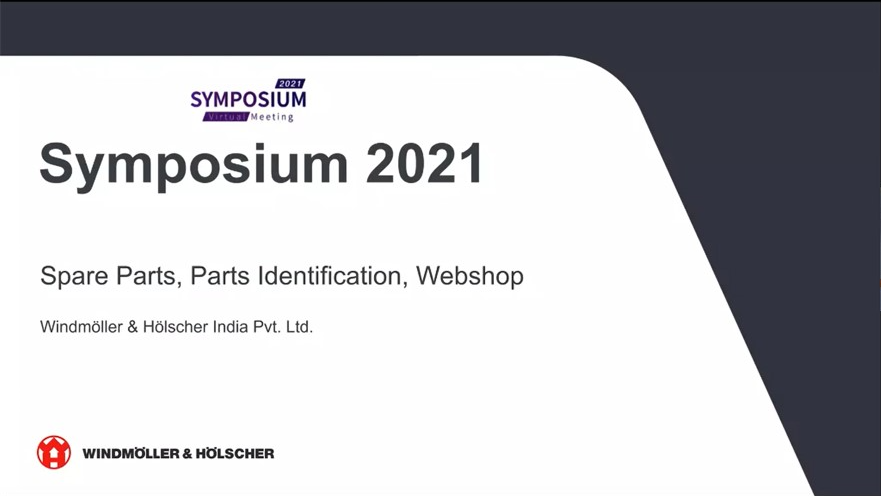 2021
SYMPOSIUM
Virtual Meeting
Symposium 2021
Spare Parts, Parts Identification, Webshop
Windmöller & Hölscher India Pvt. Ltd.
WINDMÖLLER & HÖLSCHER